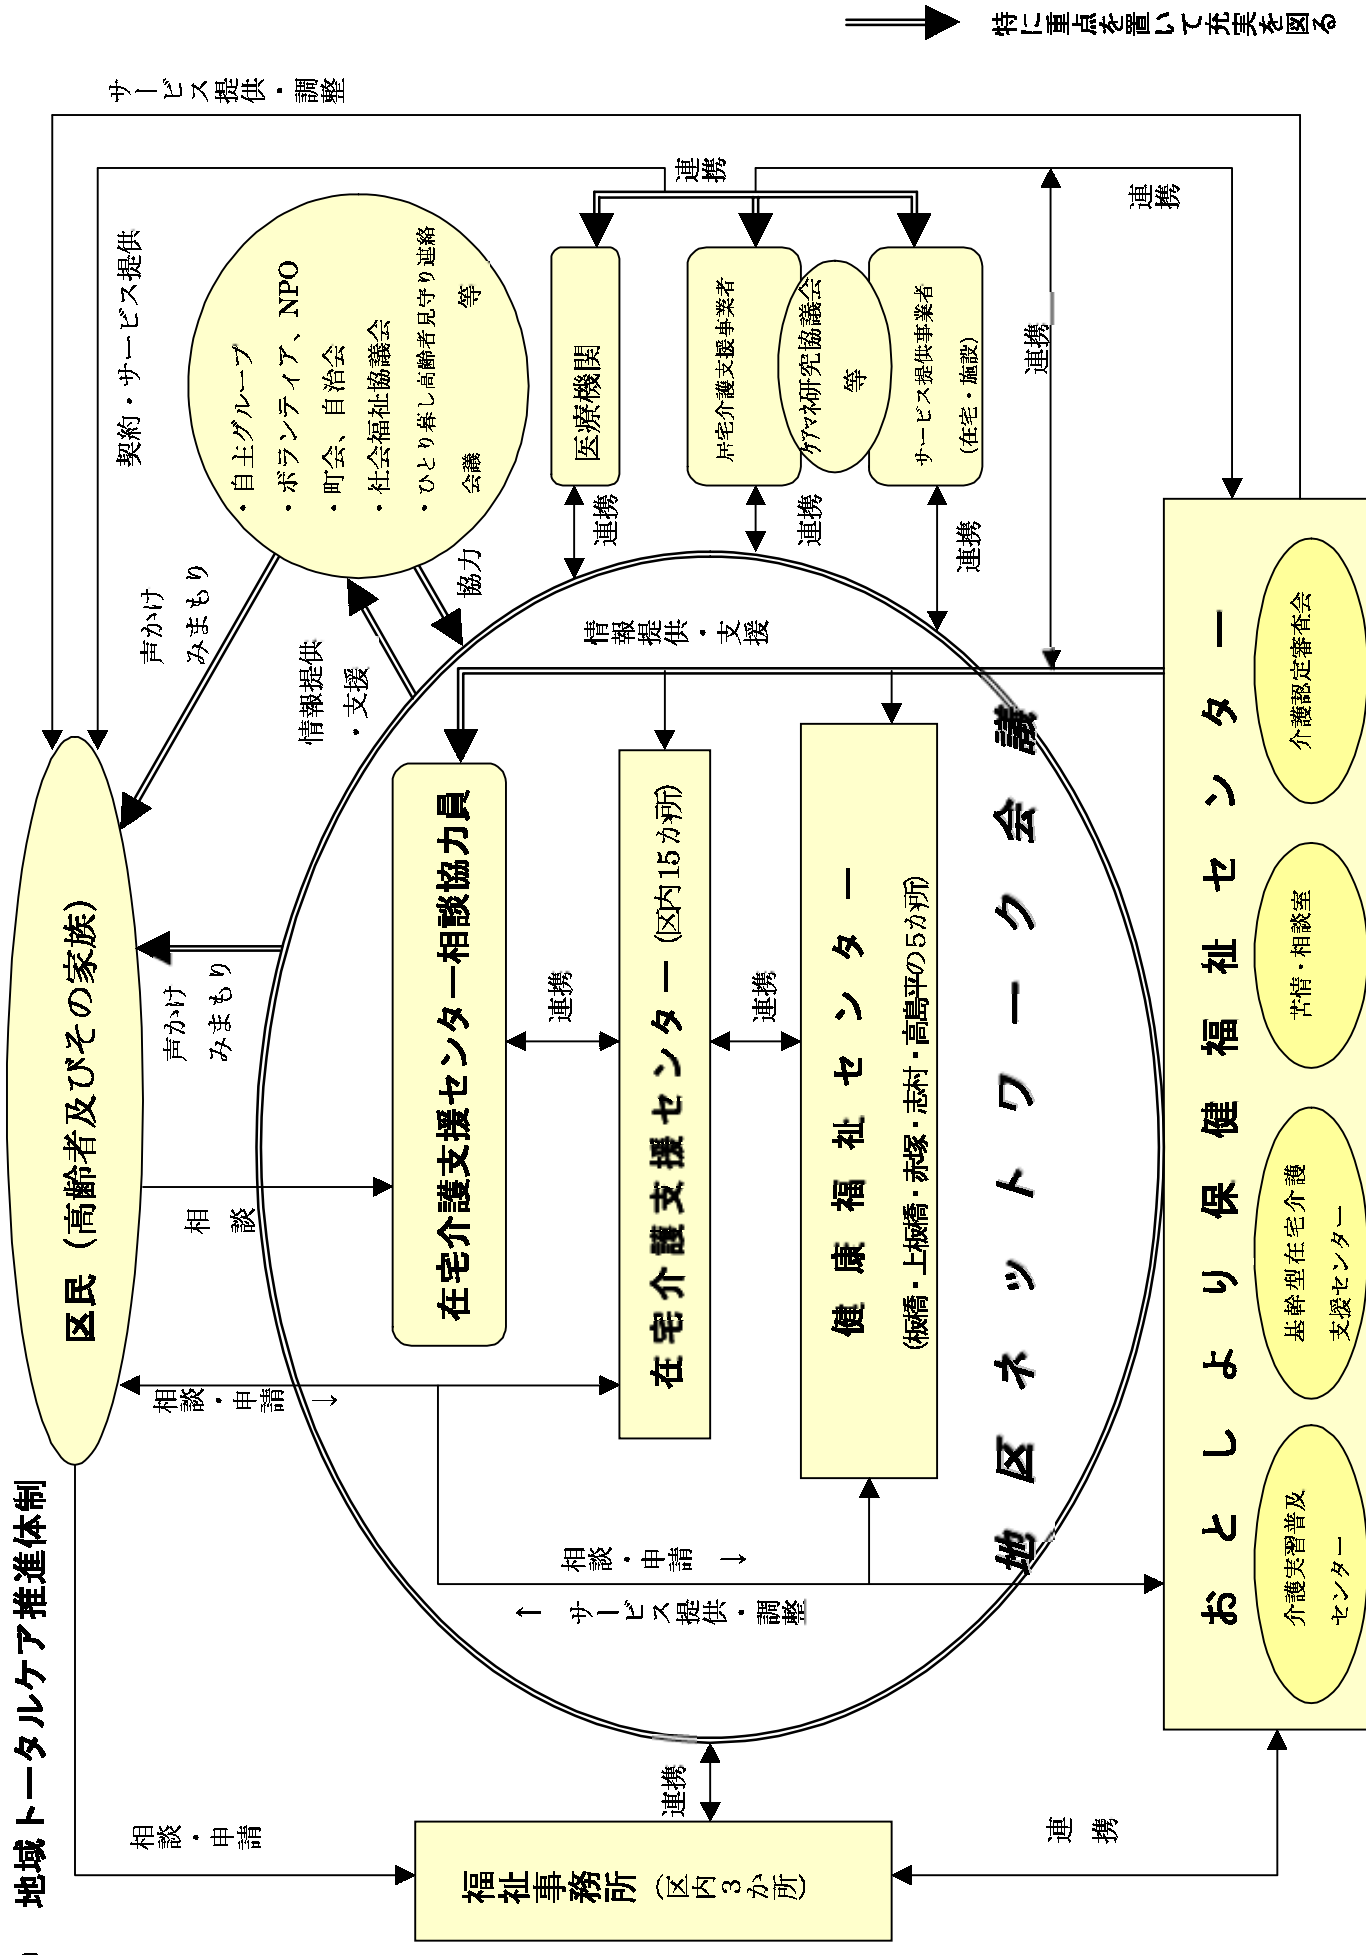 地域トータルケア推進体制
区民（高齢者及びその家族）
サービス提供・調整
契約・サービス提供
声かけ
みまもり
声かけ
みまもり
相談
相談・申請 ↓
相談・申請
情報提供
・支援
協力
・自主グループ
・ボランティア、NPO
・町会、自治会
・社会福祉協議会
・ひとり暮し高齢者見守り連絡
会議 等
在宅介護支援センター相談協力員
連携
在宅介護支援センター（区内15か所）
連携
健康福祉センター
(板橋・上板橋・赤塚・志村・高島平の5か所)
地区ネットワーク会議
情報提供・支援
相談・申請 ↓
↑ サービス提供・調整
医療機関
連携
居宅介護支援事業者
連携
ケアマネ研究協議会
等
サービス提供事業者
(在宅・施設)
連携
連携
連携
連携
福祉事務所
（区内3か所）
連携
連携
おとしより保健福祉センター
介護実習普及
センター
基幹型在宅介護
支援センター
苦情・相談室
介護認定審査会
特に重点を置いて充実を図る